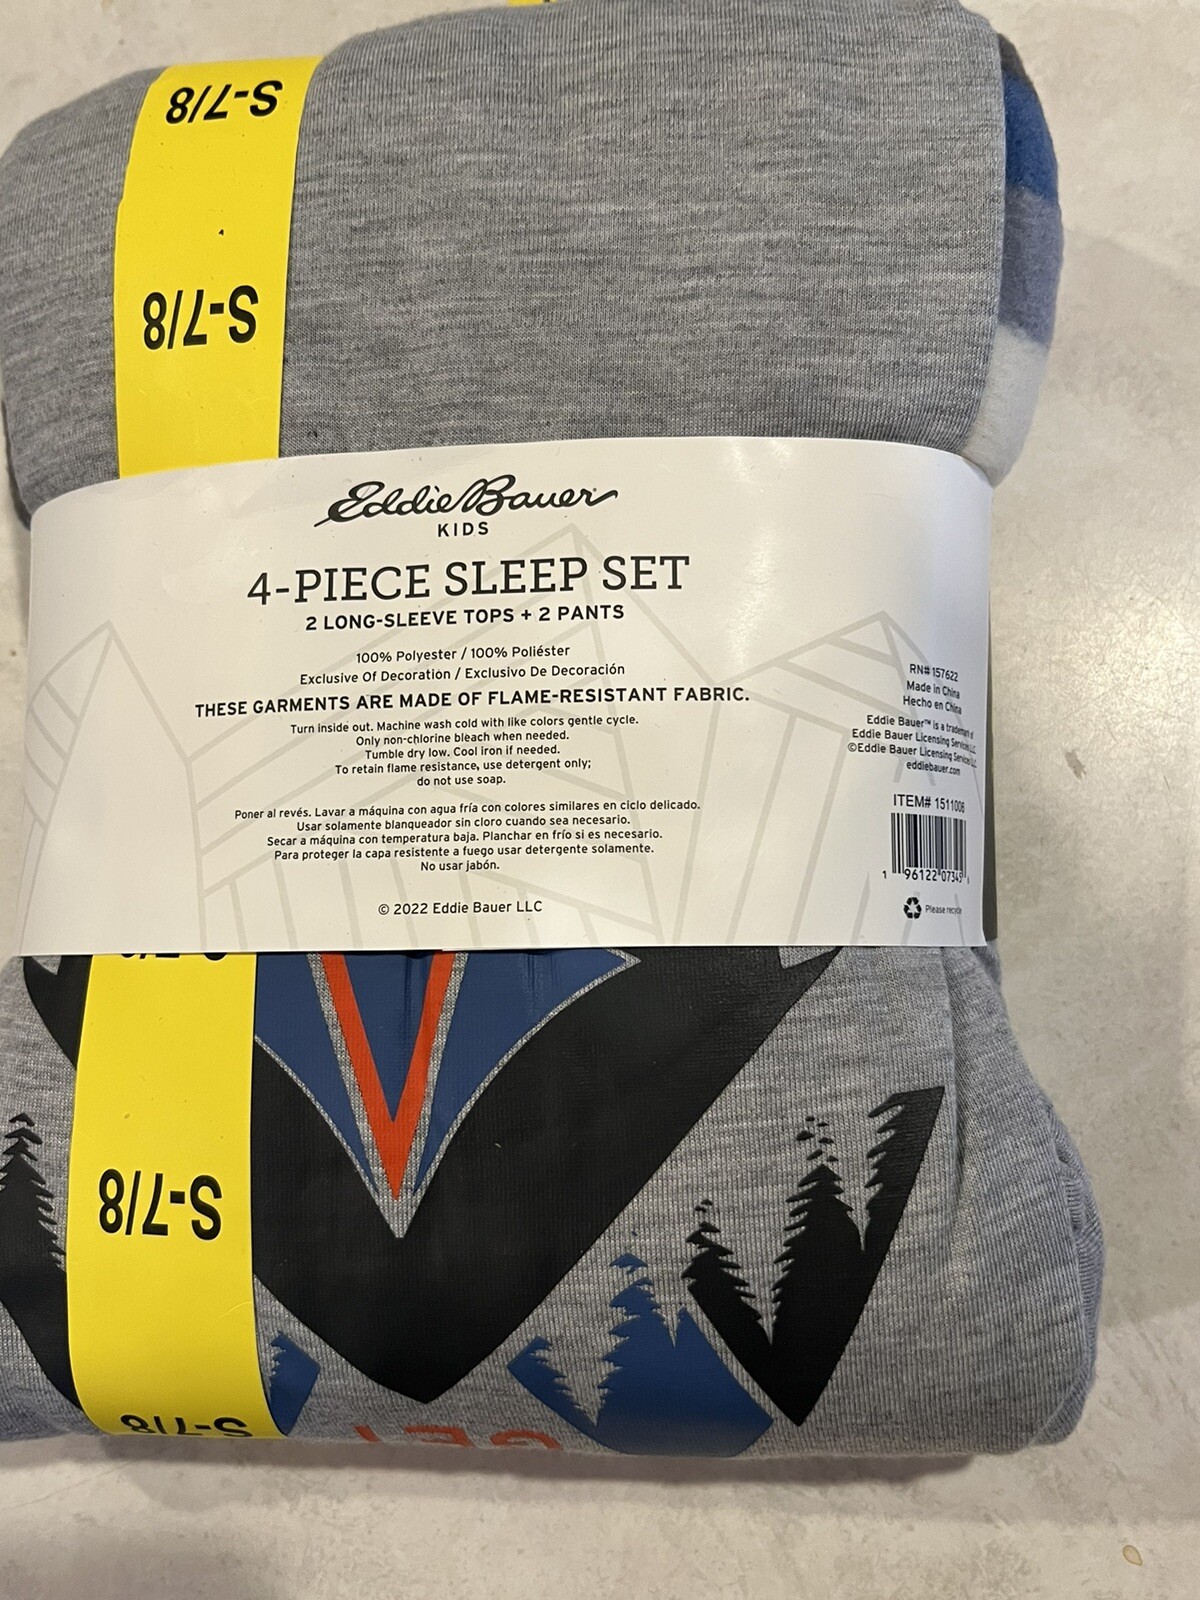 S-7/8
S-7/8
Eddie Bauer
KIDS
4-PIECE SLEEP SET
2 LONG-SLEEVE TOPS + 2 PANTS
100% Polyester / 100% Poliéster
Exclusive Of Decoration / Exclusivo De Decoración
THESE GARMENTS ARE MADE OF FLAME-RESISTANT FABRIC.
Turn inside out. Machine wash cold with like colors gentle cycle.
Only non-chlorine bleach when needed.
Tumble dry low. Cool iron if needed.
To retain flame resistance, use detergent only;
do not use soap.
Poner al revés. Lavar a máquina con agua fría con colores similares en ciclo delicado.
Usar solamente blanqueador sin cloro cuando sea necesario.
Secar a máquina con temperatura baja. Planchar en frío si es necesario.
Para proteger la capa resistente a fuego usar detergente solamente.
No usar jabón.
© 2022 Eddie Bauer LLC
RN# 157622
Made in China
Hecho en China
Eddie Bauer™ is a trademark of
Eddie Bauer Licensing Services LLC
©Eddie Bauer Licensing Services LLC
eddiebauer.com
ITEM# 1511006
1 96122 07345
Please recycle
S-7/8
S-7/8
GET